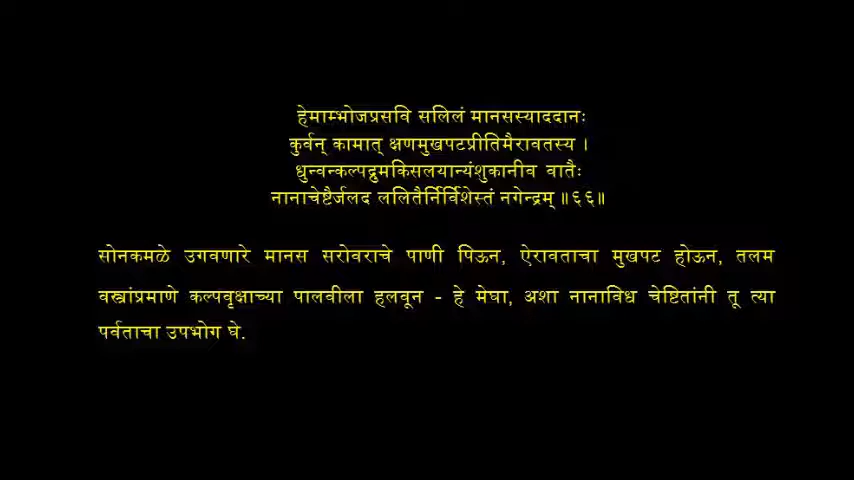 हेमाम्भोजप्रसवि सलिलं मानसस्याददानः
कुर्वन् कामात् क्षणमुखपटप्रीतिमैरावतस्य ।
धुन्वन्कल्पद्रुमकिसलयान्यंशुकानीव वातैः
नानाचेष्टैर्जलद ललितैर्निर्विशेस्तं नगेन्द्रम् ॥६६॥
सोनकमळे उगवणारे मानस सरोवराचे पाणी पिऊन, ऐरावताचा मुखपट होऊन, तलम
वस्त्रांप्रमाणे कल्पवृक्षाच्या पालवीला हलवून - हे मेघा, अशा नानाविध चेष्टितांनी तू त्या
पर्वताचा उपभोग घे.